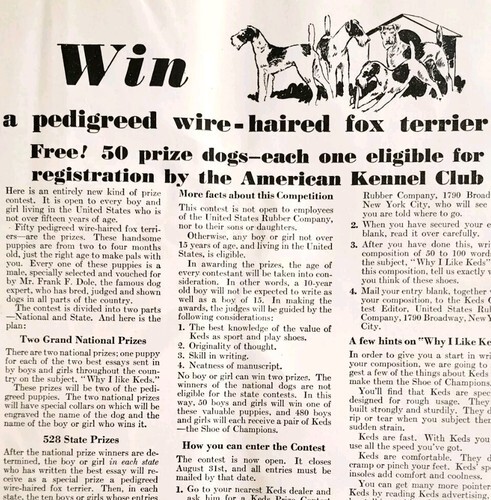 Win
a pedigreed wire-haired fox terrier
Free! 50 prize dogs—each one eligible for
registration by the American Kennel Club
Here is an entirely new kind of prize
contest. It is open to every boy and
girl living in the United States who is
not over fifteen years of age.
Fifty pedigreed wire-haired fox terri-
ers—are the prizes. These handsome
puppies are from two to four months
old, just the right age to make pals with
you. Every one of these puppies is a
male, specially selected and vouched for
by Mr. Frank F. Dole, the famous dog
expert, who has bred, judged and shown
dogs in all parts of the country.
The contest is divided into two parts
—National and State. And here is the
plan:
Two Grand National Prizes
There are two national prizes; one puppy
for each of the two best essays sent in
by boys and girls throughout the coun-
try on the subject. "Why I Like Keds."
These prizes will be two of the pedi-
greed puppies. The two national prizes
will have special collars on which will be
engraved the name of the dog and the
name of the boy or girl who wins it.
528 State Prizes
After the national prize winners are de-
termined, the boy or girl in each state
who has written the best essay will re-
ceive as a special prize a pedigreed
wire-haired fox terrier. Then, in each
state, the ten boys or girls whose entries
More facts about this Competition
This contest is not open to employees
of the United States Rubber Company,
nor to their sons or daughters.
Otherwise, any boy or girl not over
15 years of age, and living in the United
States, is eligible.
In awarding the prizes, the age of
every contestant will be taken into con-
sideration. In other words, a 10-year
old boy will not be expected to write as
well as a boy of 15. In making the
awards, the judges will be guided by the
following considerations:
1. The best knowledge of the value of
Keds as sport and play shoes.
2. Originality of thought.
3. Skill in writing.
4. Neatness of manuscript.
No boy or girl can win two prizes. The
winners of the national dogs are not
eligible for the state contests. In this
way, 50 boys and girls will win one of
these valuable puppies, and 480 boys
and girls will each receive a pair of Keds
—the Shoe of Champions.
How you can enter the Contest
The contest is now open. It closes
August 31st, and all entries must be
mailed by that date.
1. Go to your nearest Keds dealer and
ask him for a Keds Prize Contest
Rubber Company, 1790 Broadway,
New York City, who will see
you are told where to go.
2. When you have secured your e
blank, read it over carefully.
3. After you have done this, wri
composition of 50 to 100 words
the subject, "Why I Like Keds"
this composition, tell us exactly w
you think of these shoes.
4. Mail your entry blank, together
your composition, to the Keds C
test Editor, United States Rub
Company, 1790 Broadway, New Y
City.
A few hints on "Why I Like Ke
In order to give you a start in wri
your composition, we are going to
gest a few of the things about Keds t
make them the Shoe of Champions.
You'll find that Keds are spec
designed for rough usage. They
built strongly and sturdily. They d
rip or tear when you subject them
sudden strain.
Keds are fast. With Keds you
use all the speed you've got.
Keds are comfortable. They d
cramp or pinch your feet. Keds' spe
insoles add comfort and coolness.
You can get many more pointer
Keds by reading Keds advertising,